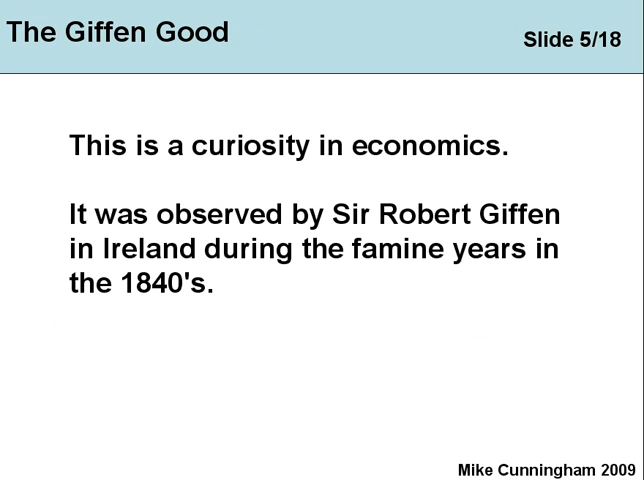 The Giffen Good
Slide 5/18
This is a curiosity in economics.
It was observed by Sir Robert Giffen
in Ireland during the famine years in
the 1840's.
Mike Cunningham 2009